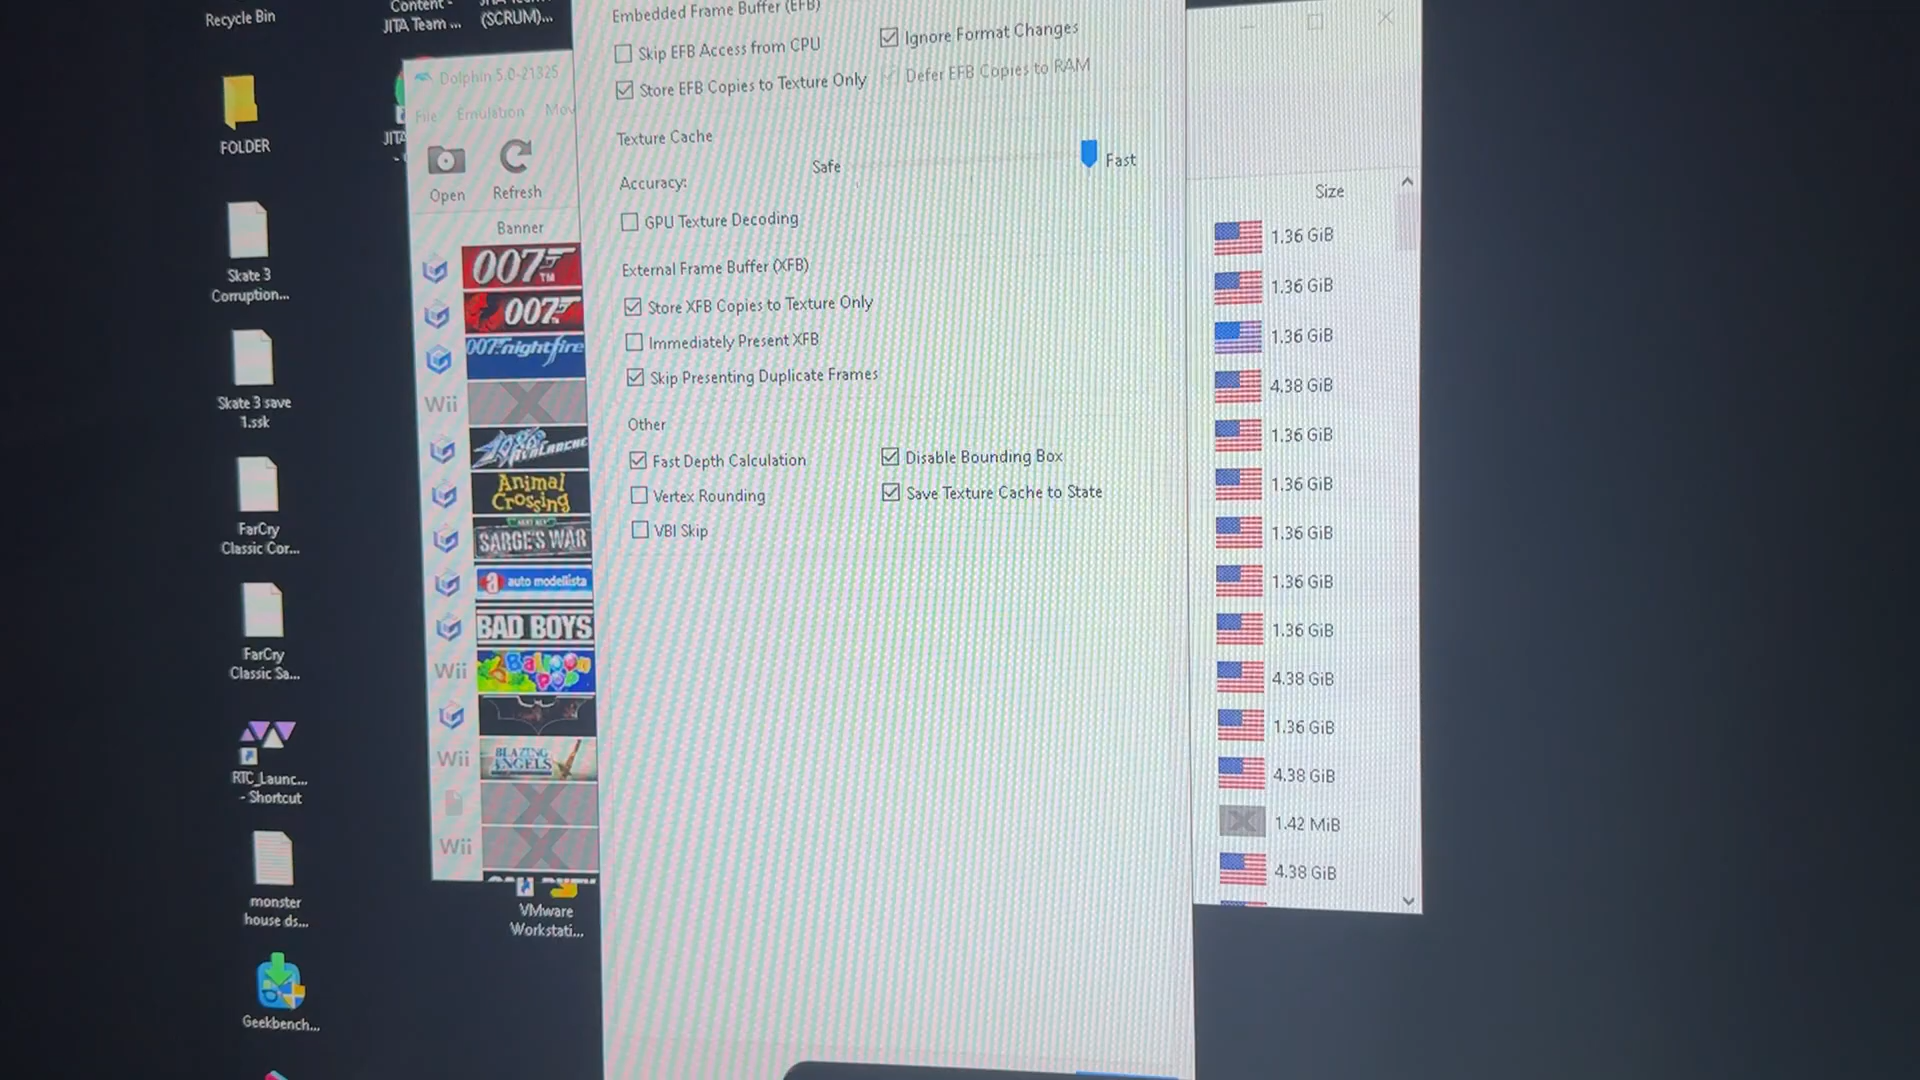 Recycle Bin
JITA Team ...
(SCRUM)...
FOLDER
Skate 3
Corruption...
Skate 3 save
1.ssk
FarCry
Classic Cor...
FarCry
Classic Sa...
RTC_Launc...
- Shortcut
monster
house ds...
Geekbench...
JITA
VMware
Workstati...
Dolphin 5.0-21325
File Emulation Mov
Open
Refresh
Banner
007 TM
007
007: nightfire
Wii
1080° AVALANCHE
Animal
Crossing
SARGE'S WAR
auto modellista
BAD BOYS
Wii
Balloon
Pop
Wii
BLAZING
ANGELS
Wii
Embedded Frame Buffer (EFB)
Skip EFB Access from CPU
Ignore Format Changes
Store EFB Copies to Texture Only
Defer EFB Copies to RAM
Texture Cache
Accuracy:
Safe
Fast
GPU Texture Decoding
External Frame Buffer (XFB)
Store XFB Copies to Texture Only
Immediately Present XFB
Skip Presenting Duplicate Frames
Other
Fast Depth Calculation
Disable Bounding Box
Vertex Rounding
Save Texture Cache to State
VBI Skip
Size
1.36 GiB
1.36 GiB
1.36 GiB
4.38 GiB
1.36 GiB
1.36 GiB
1.36 GiB
1.36 GiB
1.36 GiB
4.38 GiB
1.36 GiB
4.38 GiB
1.42 MiB
4.38 GiB